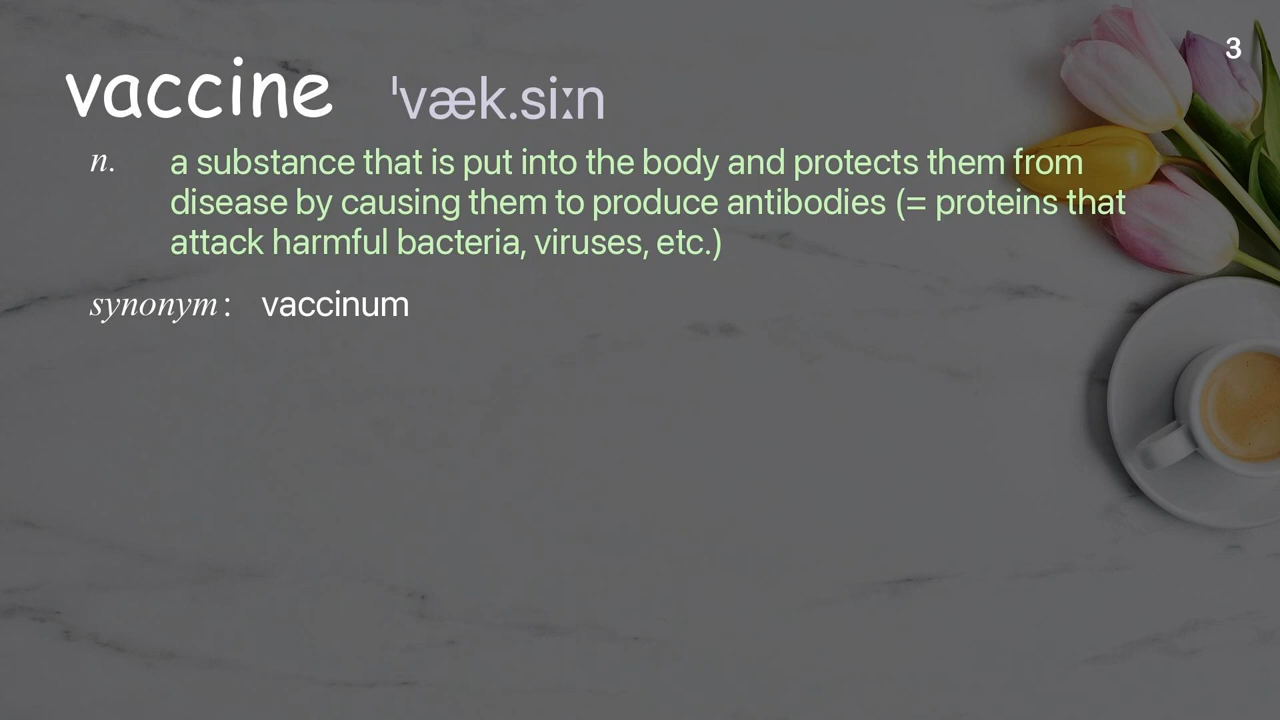 3
vaccine ˈvæk.siːn
n. a substance that is put into the body and protects them from
disease by causing them to produce antibodies (= proteins that
attack harmful bacteria, viruses, etc.)
synonym: vaccinum